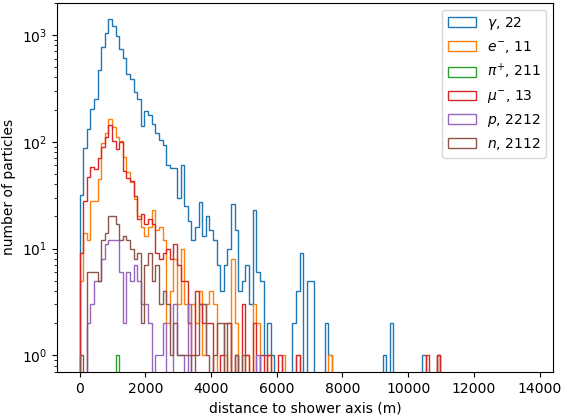 γ, 22
e⁻, 11
π⁺, 211
μ⁻, 13
p, 2212
n, 2112
number of particles
10³
10²
10¹
10⁰
0 2000 4000 6000 8000 10000 12000 14000
distance to shower axis (m)